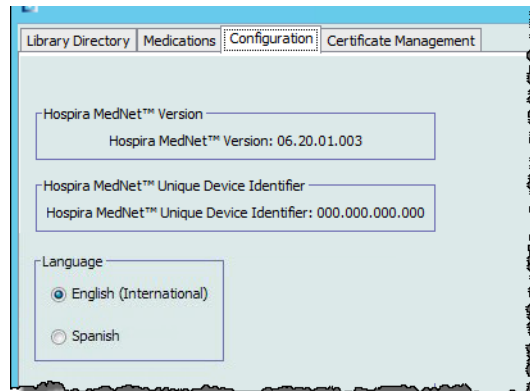 Library Directory Medications Configuration Certificate Management
Hospira MedNet™ Version
Hospira MedNet™ Version: 06.20.01.003
Hospira MedNet™ Unique Device Identifier
Hospira MedNet™ Unique Device Identifier: 000.000.000.000
Language
English (International)
Spanish